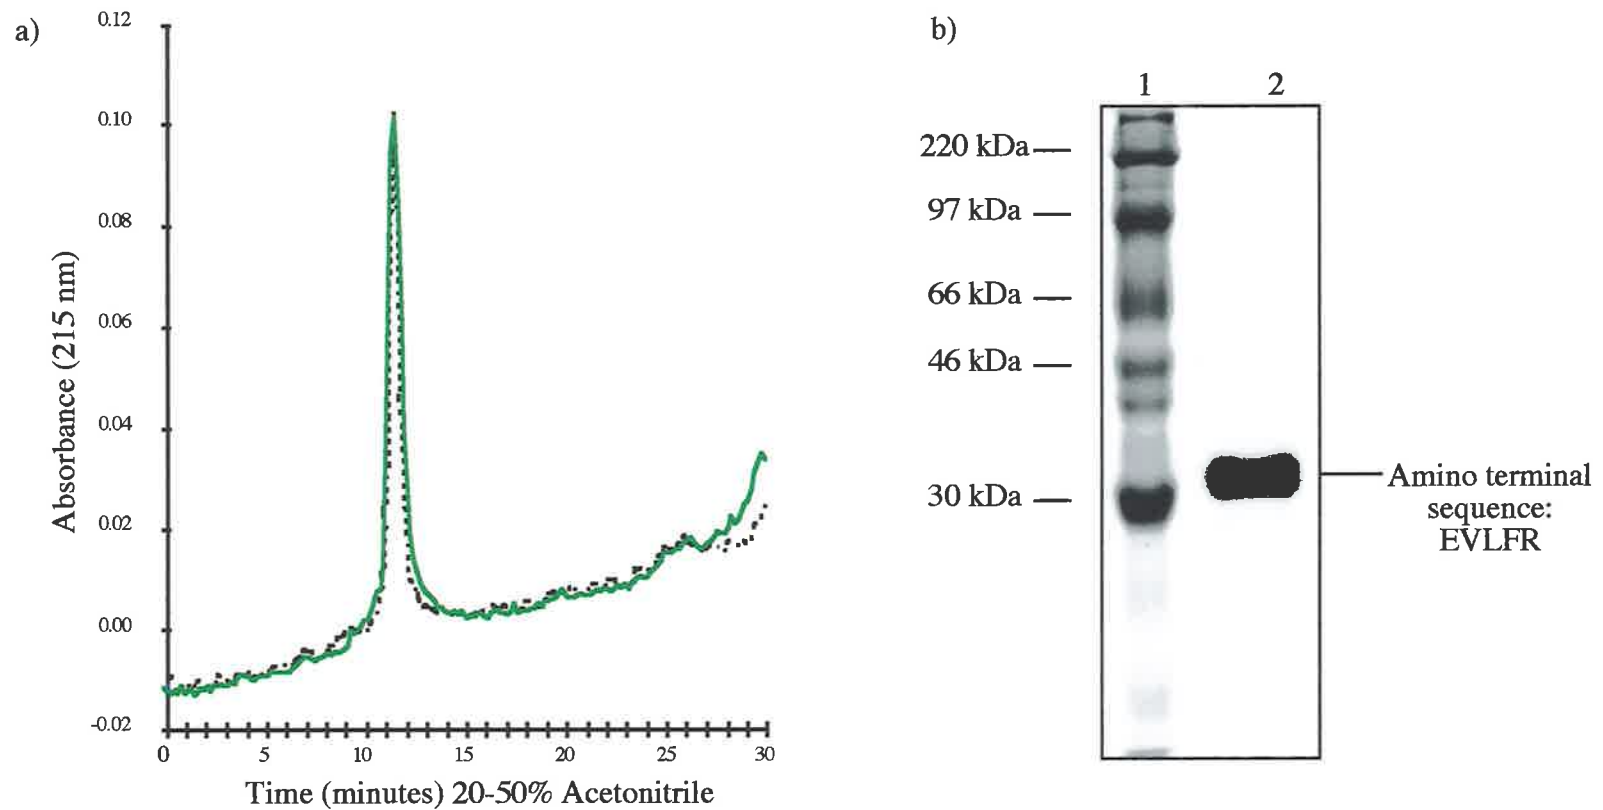 a)
0.12
0.10
0.08
0.06
0.04
0.02
0.00
-0.02
Absorbance (215 nm)
0 5 10 15 20 25 30
Time (minutes) 20-50% Acetonitrile
b)
1 2
220 kDa
97 kDa
66 kDa
46 kDa
30 kDa
Amino terminal
sequence:
EVLFR